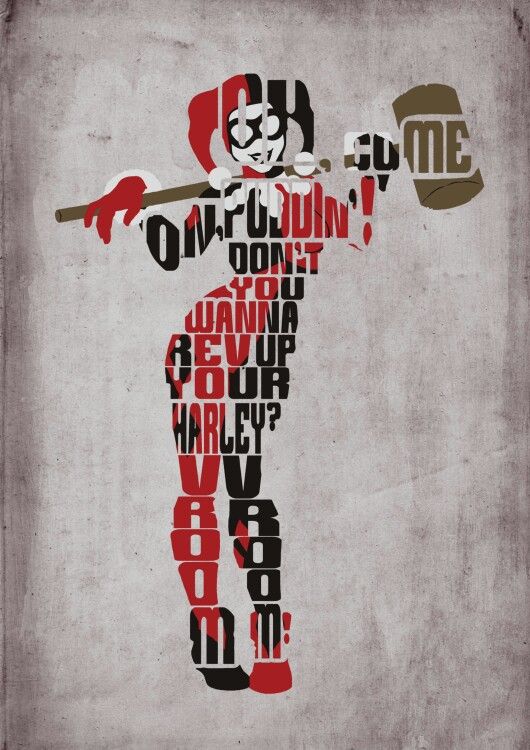 COME
ON, PUDDIN'!
DON'T
YOU
WANNA
REV UP
YOUR
HARLEY?
VROOM
VROOM!